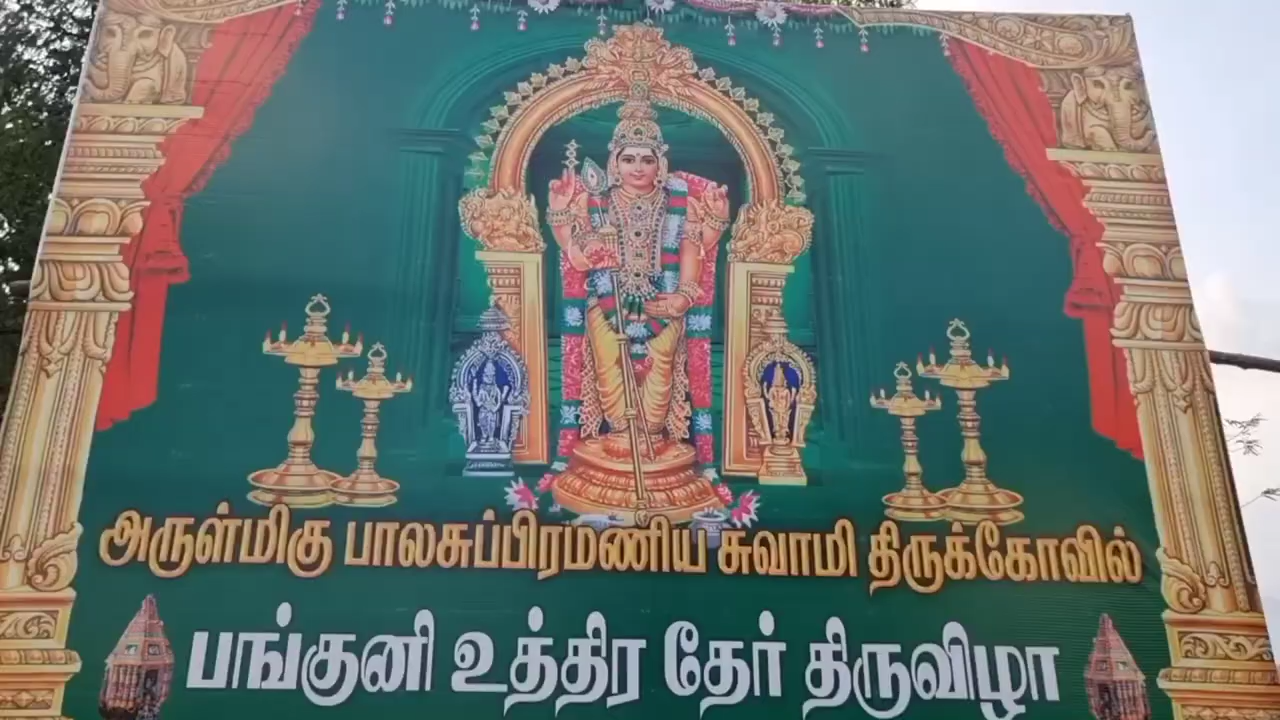 அருள்மிகு பாலசுப்பிரமணிய சுவாமி திருக்கோவில்
பங்குனி உத்திர தேர் திருவிழா